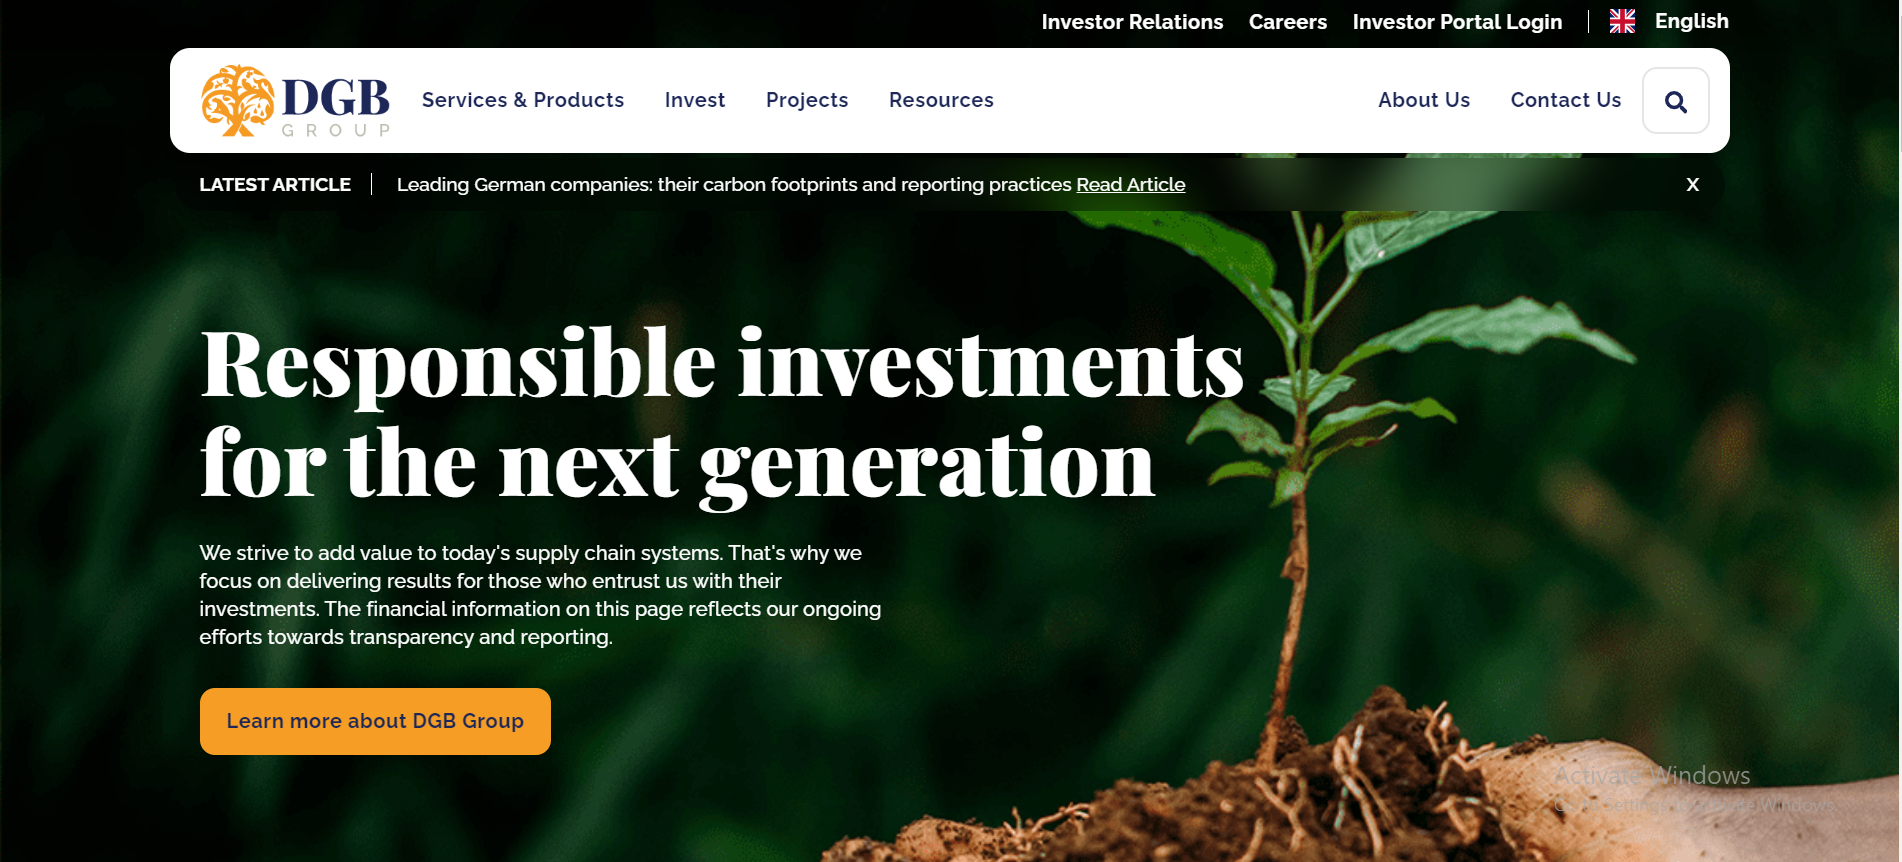 Investor Relations Careers Investor Portal Login English
DGB
GROUP
Services & Products Invest Projects Resources About Us Contact Us
LATEST ARTICLE Leading German companies: their carbon footprints and reporting practices Read Article X
Responsible investments
for the next generation
We strive to add value to today's supply chain systems. That's why we
focus on delivering results for those who entrust us with their
investments. The financial information on this page reflects our ongoing
efforts towards transparency and reporting.
Learn more about DGB Group
Activate Windows
Go to Settings to activate Windows.